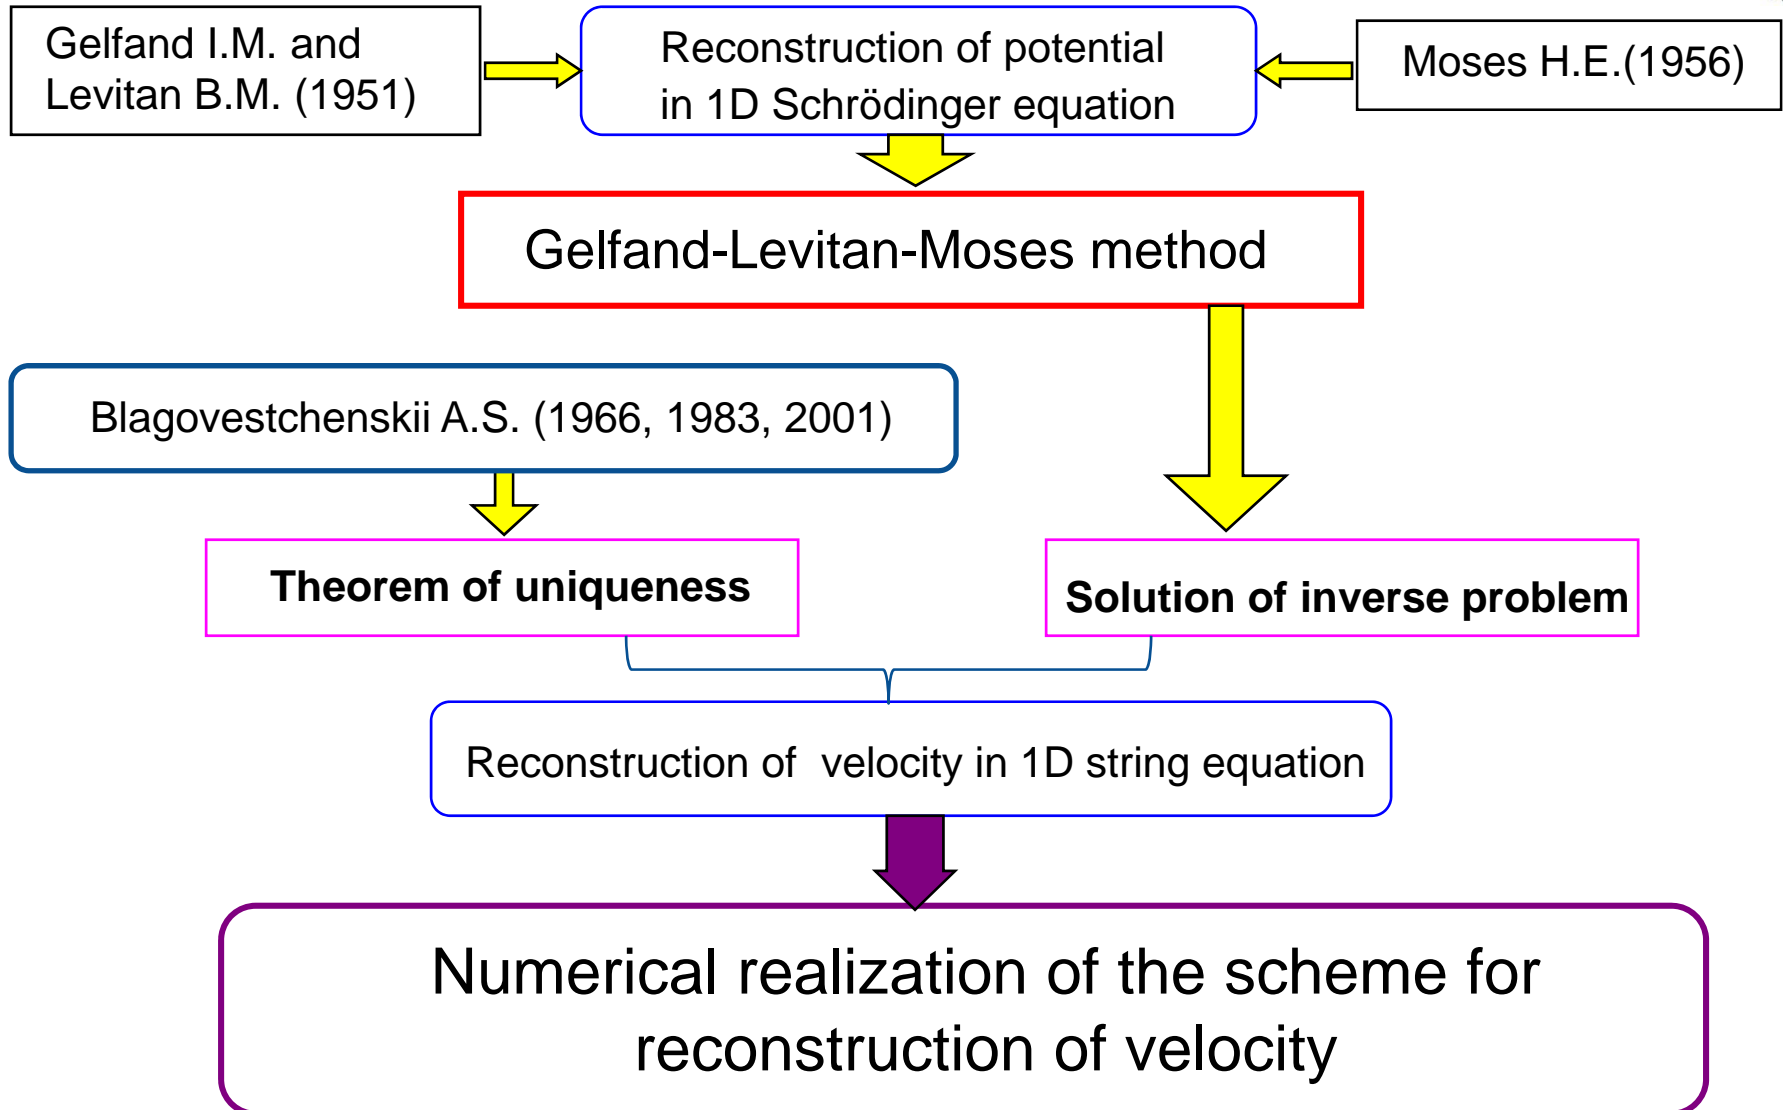 Gelfand I.M. and
Levitan B.M. (1951)
Reconstruction of potential
in 1D Schrödinger equation
Moses H.E.(1956)
Gelfand-Levitan-Moses method
Blagovestchenskii A.S. (1966, 1983, 2001)
Theorem of uniqueness
Solution of inverse problem
Reconstruction of velocity in 1D string equation
Numerical realization of the scheme for
reconstruction of velocity